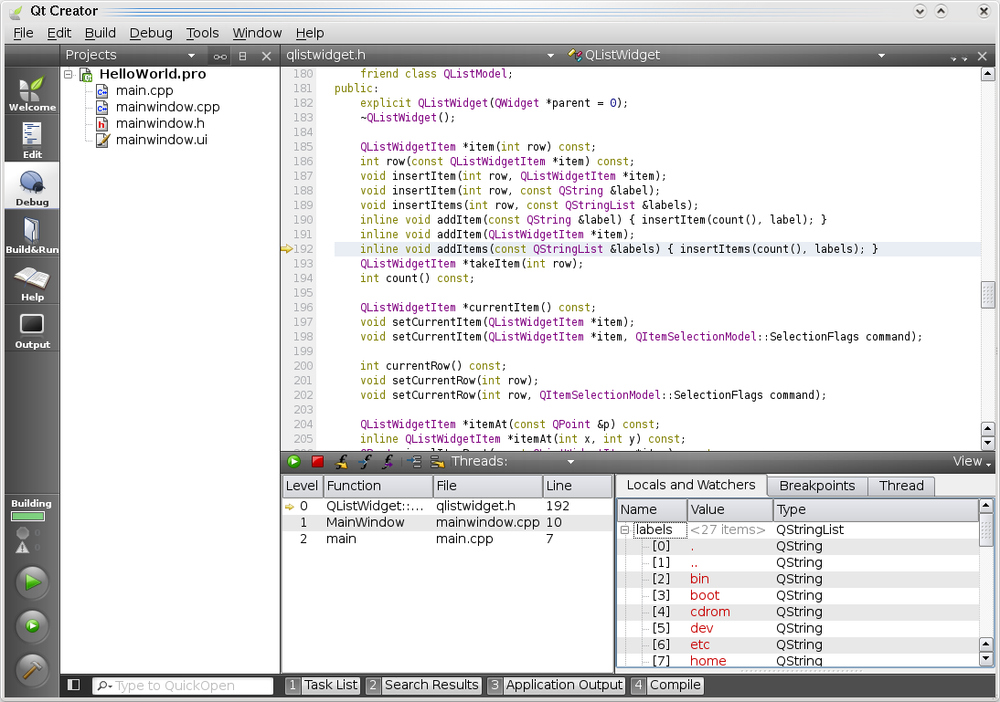 Qt Creator
File Edit Build Debug Tools Window Help
Projects
qlistwidget.h
QListWidget
Welcome
Edit
Debug
Build&Run
Help
Output
HelloWorld.pro
main.cpp
mainwindow.cpp
mainwindow.h
mainwindow.ui
180 friend class QListModel;
181 public:
182 explicit QListWidget(QWidget *parent = 0);
183 ~QListWidget();
184
185 QListWidgetItem *item(int row) const;
186 int row(const QListWidgetItem *item) const;
187 void insertItem(int row, QListWidgetItem *item);
188 void insertItem(int row, const QString &label);
189 void insertItems(int row, const QStringList &labels);
190 inline void addItem(const QString &label) { insertItem(count(), label); }
191 inline void addItem(QListWidgetItem *item);
192 inline void addItems(const QStringList &labels) { insertItems(count(), labels); }
193 QListWidgetItem *takeItem(int row);
194 int count() const;
195
196 QListWidgetItem *currentItem() const;
197 void setCurrentItem(QListWidgetItem *item);
198 void setCurrentItem(QListWidgetItem *item, QItemSelectionModel::SelectionFlags command);
199
200 int currentRow() const;
201 void setCurrentRow(int row);
202 void setCurrentRow(int row, QItemSelectionModel::SelectionFlags command);
203
204 QListWidgetItem *itemAt(const QPoint &p) const;
205 inline QListWidgetItem *itemAt(int x, int y) const;
Threads:
View
Level Function File Line
0 QListWidget::... qlistwidget.h 192
1 MainWindow mainwindow.cpp 10
2 main main.cpp 7
Locals and Watchers Breakpoints Thread
Name Value Type
labels <27 items> QStringList
[0] . QString
[1] .. QString
[2] bin QString
[3] boot QString
[4] cdrom QString
[5] dev QString
[6] etc QString
[7] home QString
Building
Type to QuickOpen
1 Task List 2 Search Results 3 Application Output 4 Compile